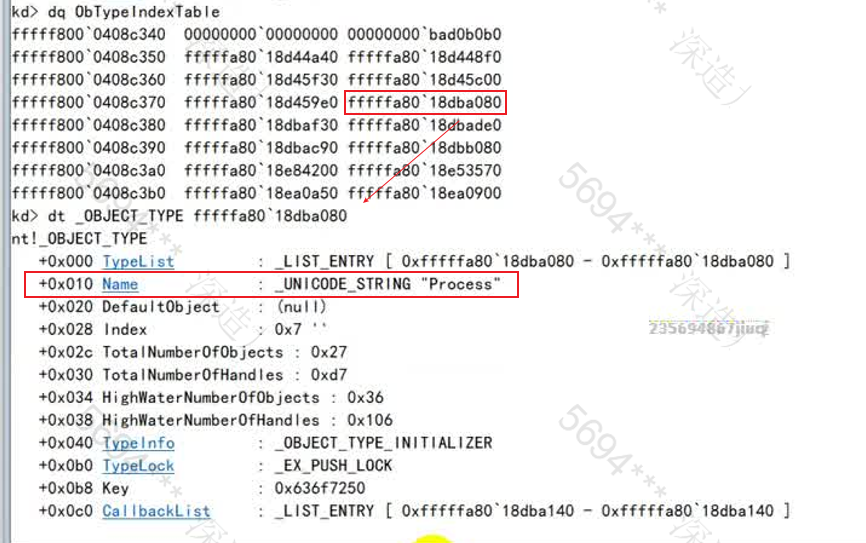 kd> dq ObTypeIndexTable
fffff800`0408c340  00000000`00000000 00000000`bad0b0b0
fffff800`0408c350  fffffa80`18d44a40 fffffa80`18d448f0
fffff800`0408c360  fffffa80`18d45f30 fffffa80`18d45c00
fffff800`0408c370  fffffa80`18d459e0 fffffa80`18dba080
fffff800`0408c380  fffffa80`18dbaf30 fffffa80`18dbade0
fffff800`0408c390  fffffa80`18dbac90 fffffa80`18dbb080
fffff800`0408c3a0  fffffa80`18e84200 fffffa80`18e53570
fffff800`0408c3b0  fffffa80`18ea0a50 fffffa80`18ea0900
kd> dt _OBJECT_TYPE fffffa80`18dba080
nt!_OBJECT_TYPE
+0x000 TypeList : _LIST_ENTRY [ 0xfffffa80`18dba080 - 0xfffffa80`18dba080 ]
+0x010 Name : _UNICODE_STRING "Process"
+0x020 DefaultObject : (null)
+0x028 Index : 0x7 ''
+0x02c TotalNumberOfObjects : 0x27
+0x030 TotalNumberOfHandles : 0xd7
+0x034 HighWaterNumberOfObjects : 0x36
+0x038 HighWaterNumberOfHandles : 0x106
+0x040 TypeInfo : _OBJECT_TYPE_INITIALIZER
+0x0b0 TypeLock : _EX_PUSH_LOCK
+0x0b8 Key : 0x636f7250
+0x0c0 CallbackList : _LIST_ENTRY [ 0xfffffa80`18dba140 - 0xfffffa80`18dba140 ]
深造)
5694***
深造)
5694***
深造)
5694***
深造)
5694***